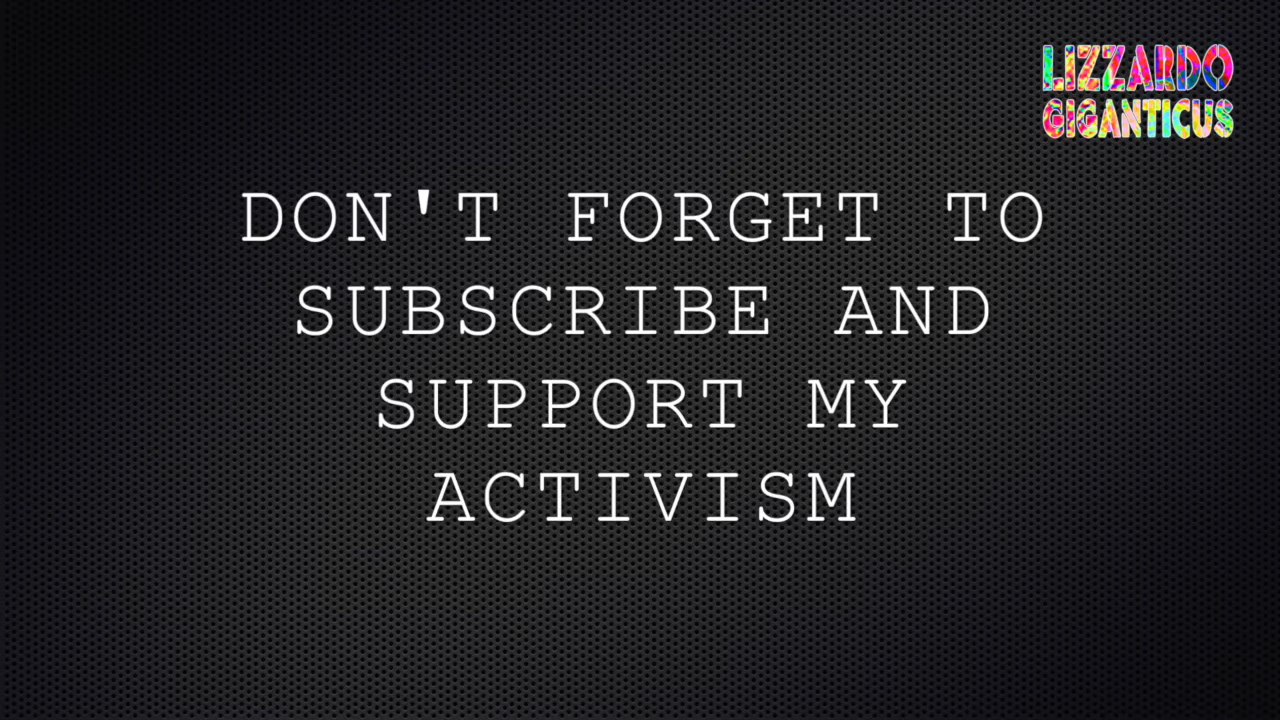 LIZZARDO
GIGANTICUS
DON'T FORGET TO
SUBSCRIBE AND
SUPPORT MY
ACTIVISM